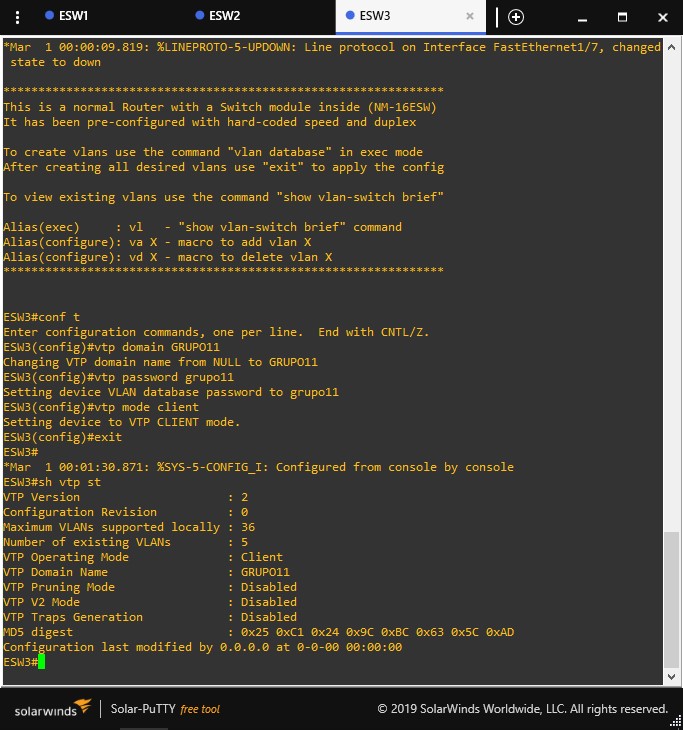 ESW1 ESW2 ESW3
*Mar  1 00:00:09.819: %LINEPROTO-5-UPDOWN: Line protocol on Interface FastEthernet1/7, changed
 state to down
***************************************************************************
This is a normal Router with a Switch module inside (NM-16ESW)
It has been pre-configured with hard-coded speed and duplex
To create vlans use the command "vlan database" in exec mode
After creating all desired vlans use "exit" to apply the config
To view existing vlans use the command "show vlan-switch brief"
Alias(exec)     : vl   - "show vlan-switch brief" command
Alias(configure): va X - macro to add vlan X
Alias(configure): vd X - macro to delete vlan X
***************************************************************************
ESW3#conf t
Enter configuration commands, one per line.  End with CNTL/Z.
ESW3(config)#vtp domain GRUPO11
Changing VTP domain name from NULL to GRUPO11
ESW3(config)#vtp password grupo11
Setting device VLAN database password to grupo11
ESW3(config)#vtp mode client
Setting device to VTP CLIENT mode.
ESW3(config)#exit
ESW3#
*Mar  1 00:01:30.871: %SYS-5-CONFIG_I: Configured from console by console
ESW3#sh vtp st
VTP Version                     : 2
Configuration Revision          : 0
Maximum VLANs supported locally : 36
Number of existing VLANs        : 5
VTP Operating Mode              : Client
VTP Domain Name                 : GRUPO11
VTP Pruning Mode                : Disabled
VTP V2 Mode                     : Disabled
VTP Traps Generation            : Disabled
MD5 digest                      : 0x25 0xC1 0x24 0x9C 0xBC 0x63 0x5C 0xAD
Configuration last modified by 0.0.0.0 at 0-0-00 00:00:00
ESW3#
solarwinds Solar-PuTTY free tool © 2019 SolarWinds Worldwide, LLC. All rights reserved.